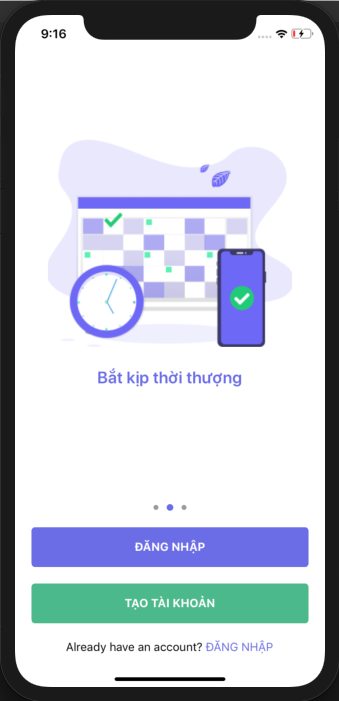 9:16
Bắt kịp thời thượng
ĐĂNG NHẬP
TẠO TÀI KHOẢN
Already have an account? ĐĂNG NHẬP